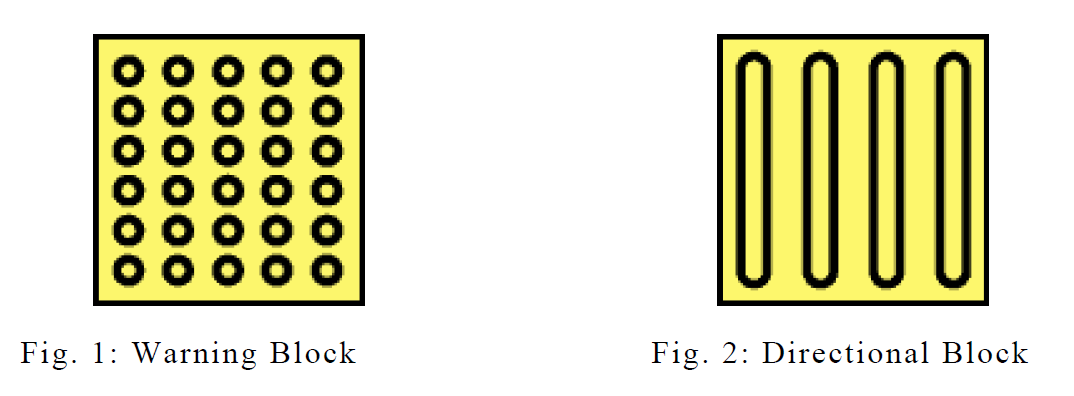 Fig. 1: Warning Block
Fig. 2: Directional Block